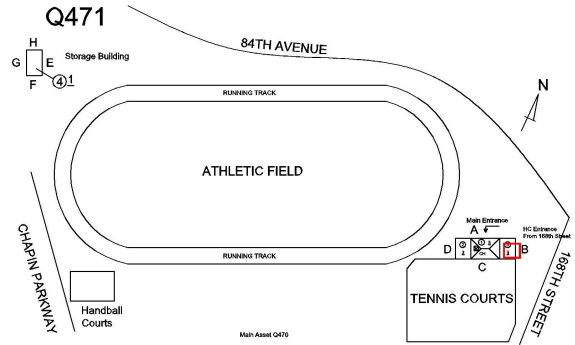 Q471
H
G
E
F
Storage Building
4
1
84TH AVENUE
N
RUNNING TRACK
ATHLETIC FIELD
RUNNING TRACK
CHAPIN PARKWAY
Handball
Courts
Main Entrance
A
HC Entrance
From 168th Street
D
B
C
CH
TENNIS COURTS
168TH STREET
Main Asset Q470